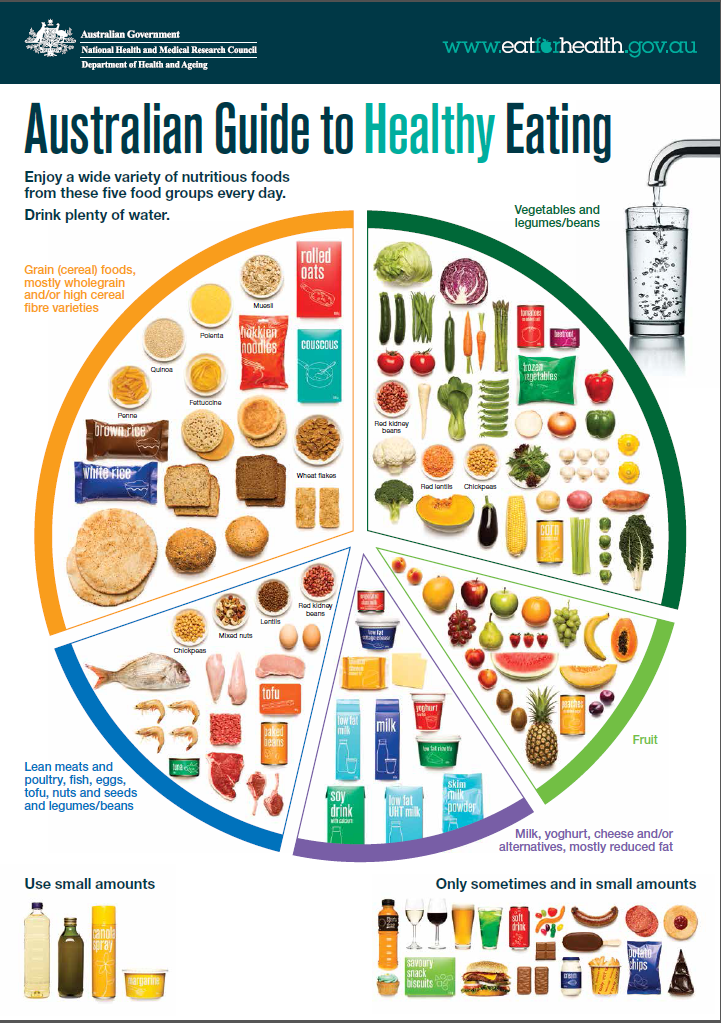 Australian Government
National Health and Medical Research Council
Department of Health and Ageing
www.eatforhealth.gov.au
Australian Guide to Healthy Eating
Enjoy a wide variety of nutritious foods
from these five food groups every day.
Drink plenty of water.
Grain (cereal) foods,
mostly wholegrain
and/or high cereal
fibre varieties
Muesli
rolled
oats
Polenta
hokkien
noodles
couscous
Quinoa
Penne
Fettuccine
brown rice
white rice
Wheat flakes
Vegetables and
legumes/beans
tomatoes
beetroot
frozen
vegetables
Red kidney
beans
Red lentils
Chickpeas
corn
Lean meats and
poultry, fish, eggs,
tofu, nuts and seeds
and legumes/beans
Chickpeas
Mixed nuts
Lentils
Red kidney
beans
tofu
baked
beans
tuna
low fat
cottage cheese
yoghurt
low fat
milk
milk
low fat ricotta
soy
drink
with calcium
low fat
UHT milk
skim
milk
powder
Milk, yoghurt, cheese and/or
alternatives, mostly reduced fat
peaches
Fruit
Use small amounts
canola
spray
margarine
Only sometimes and in small amounts
soft
drink
savoury
snack
biscuits
cream
potato
chips